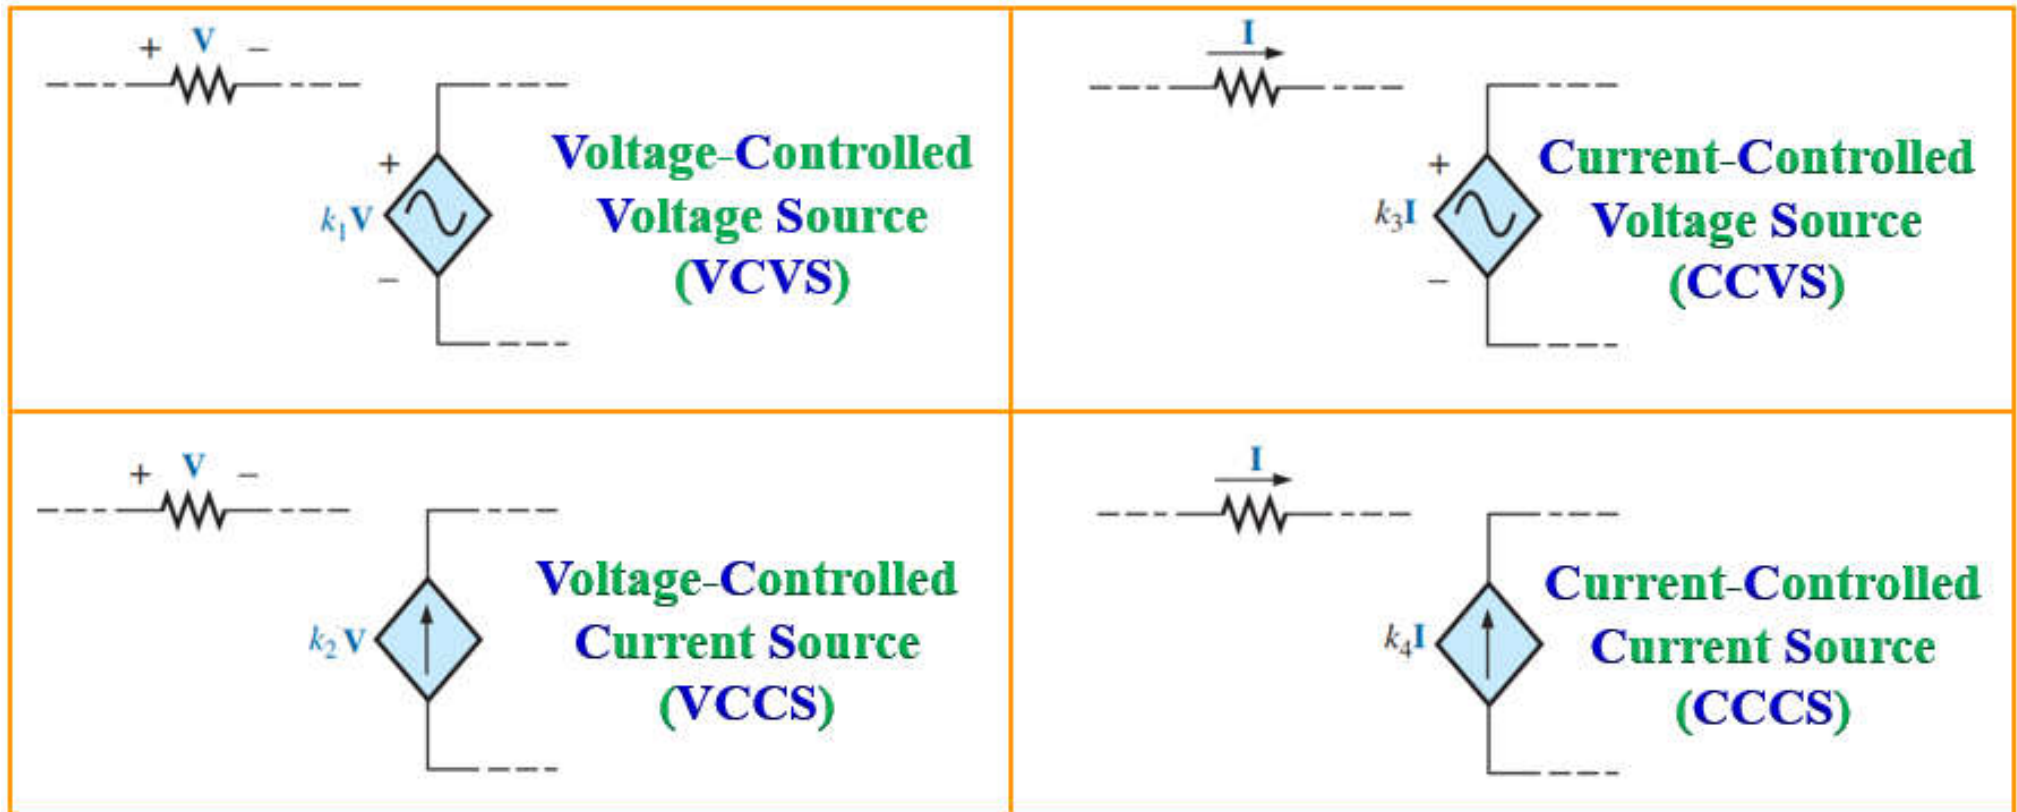 + V −
+
k₁V
−
Voltage-Controlled
Voltage Source
(VCVS)
I
+
k₃I
−
Current-Controlled
Voltage Source
(CCVS)
+ V −
k₂V
Voltage-Controlled
Current Source
(VCCS)
I
k₄I
Current-Controlled
Current Source
(CCCS)